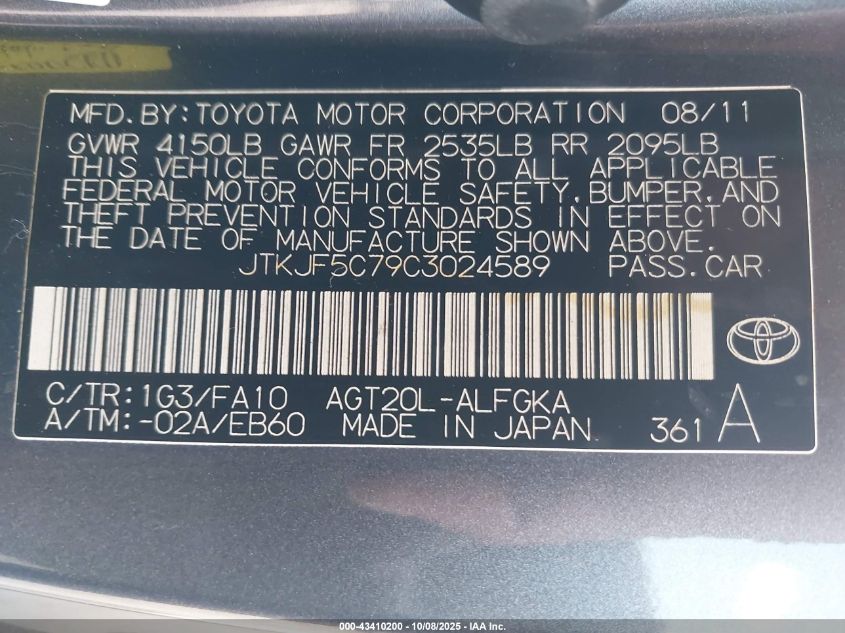 MFD.BY:TOYOTA MOTOR CORPORATION 08/11
GVWR 4150LB GAWR FR 2535LB RR 2095LB
THIS VEHICLE CONFORMS TO ALL APPLICABLE
FEDERAL MOTOR VEHICLE SAFETY,BUMPER,AND
THEFT PREVENTION STANDARDS IN EFFECT ON
THE DATE OF MANUFACTURE SHOWN ABOVE.
JTKJF5C79C3024589 PASS.CAR
C/TR:1G3/FA10 AGT20L-ALFGKA
A/TM:-02A/EB60 MADE IN JAPAN 361 A
000-43410200 - 10/08/2025 - IAA Inc.